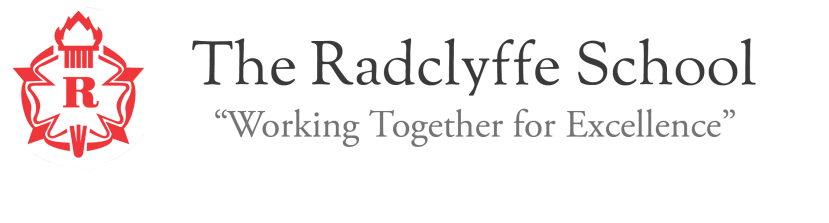 R
The Radclyffe School
“Working Together for Excellence”